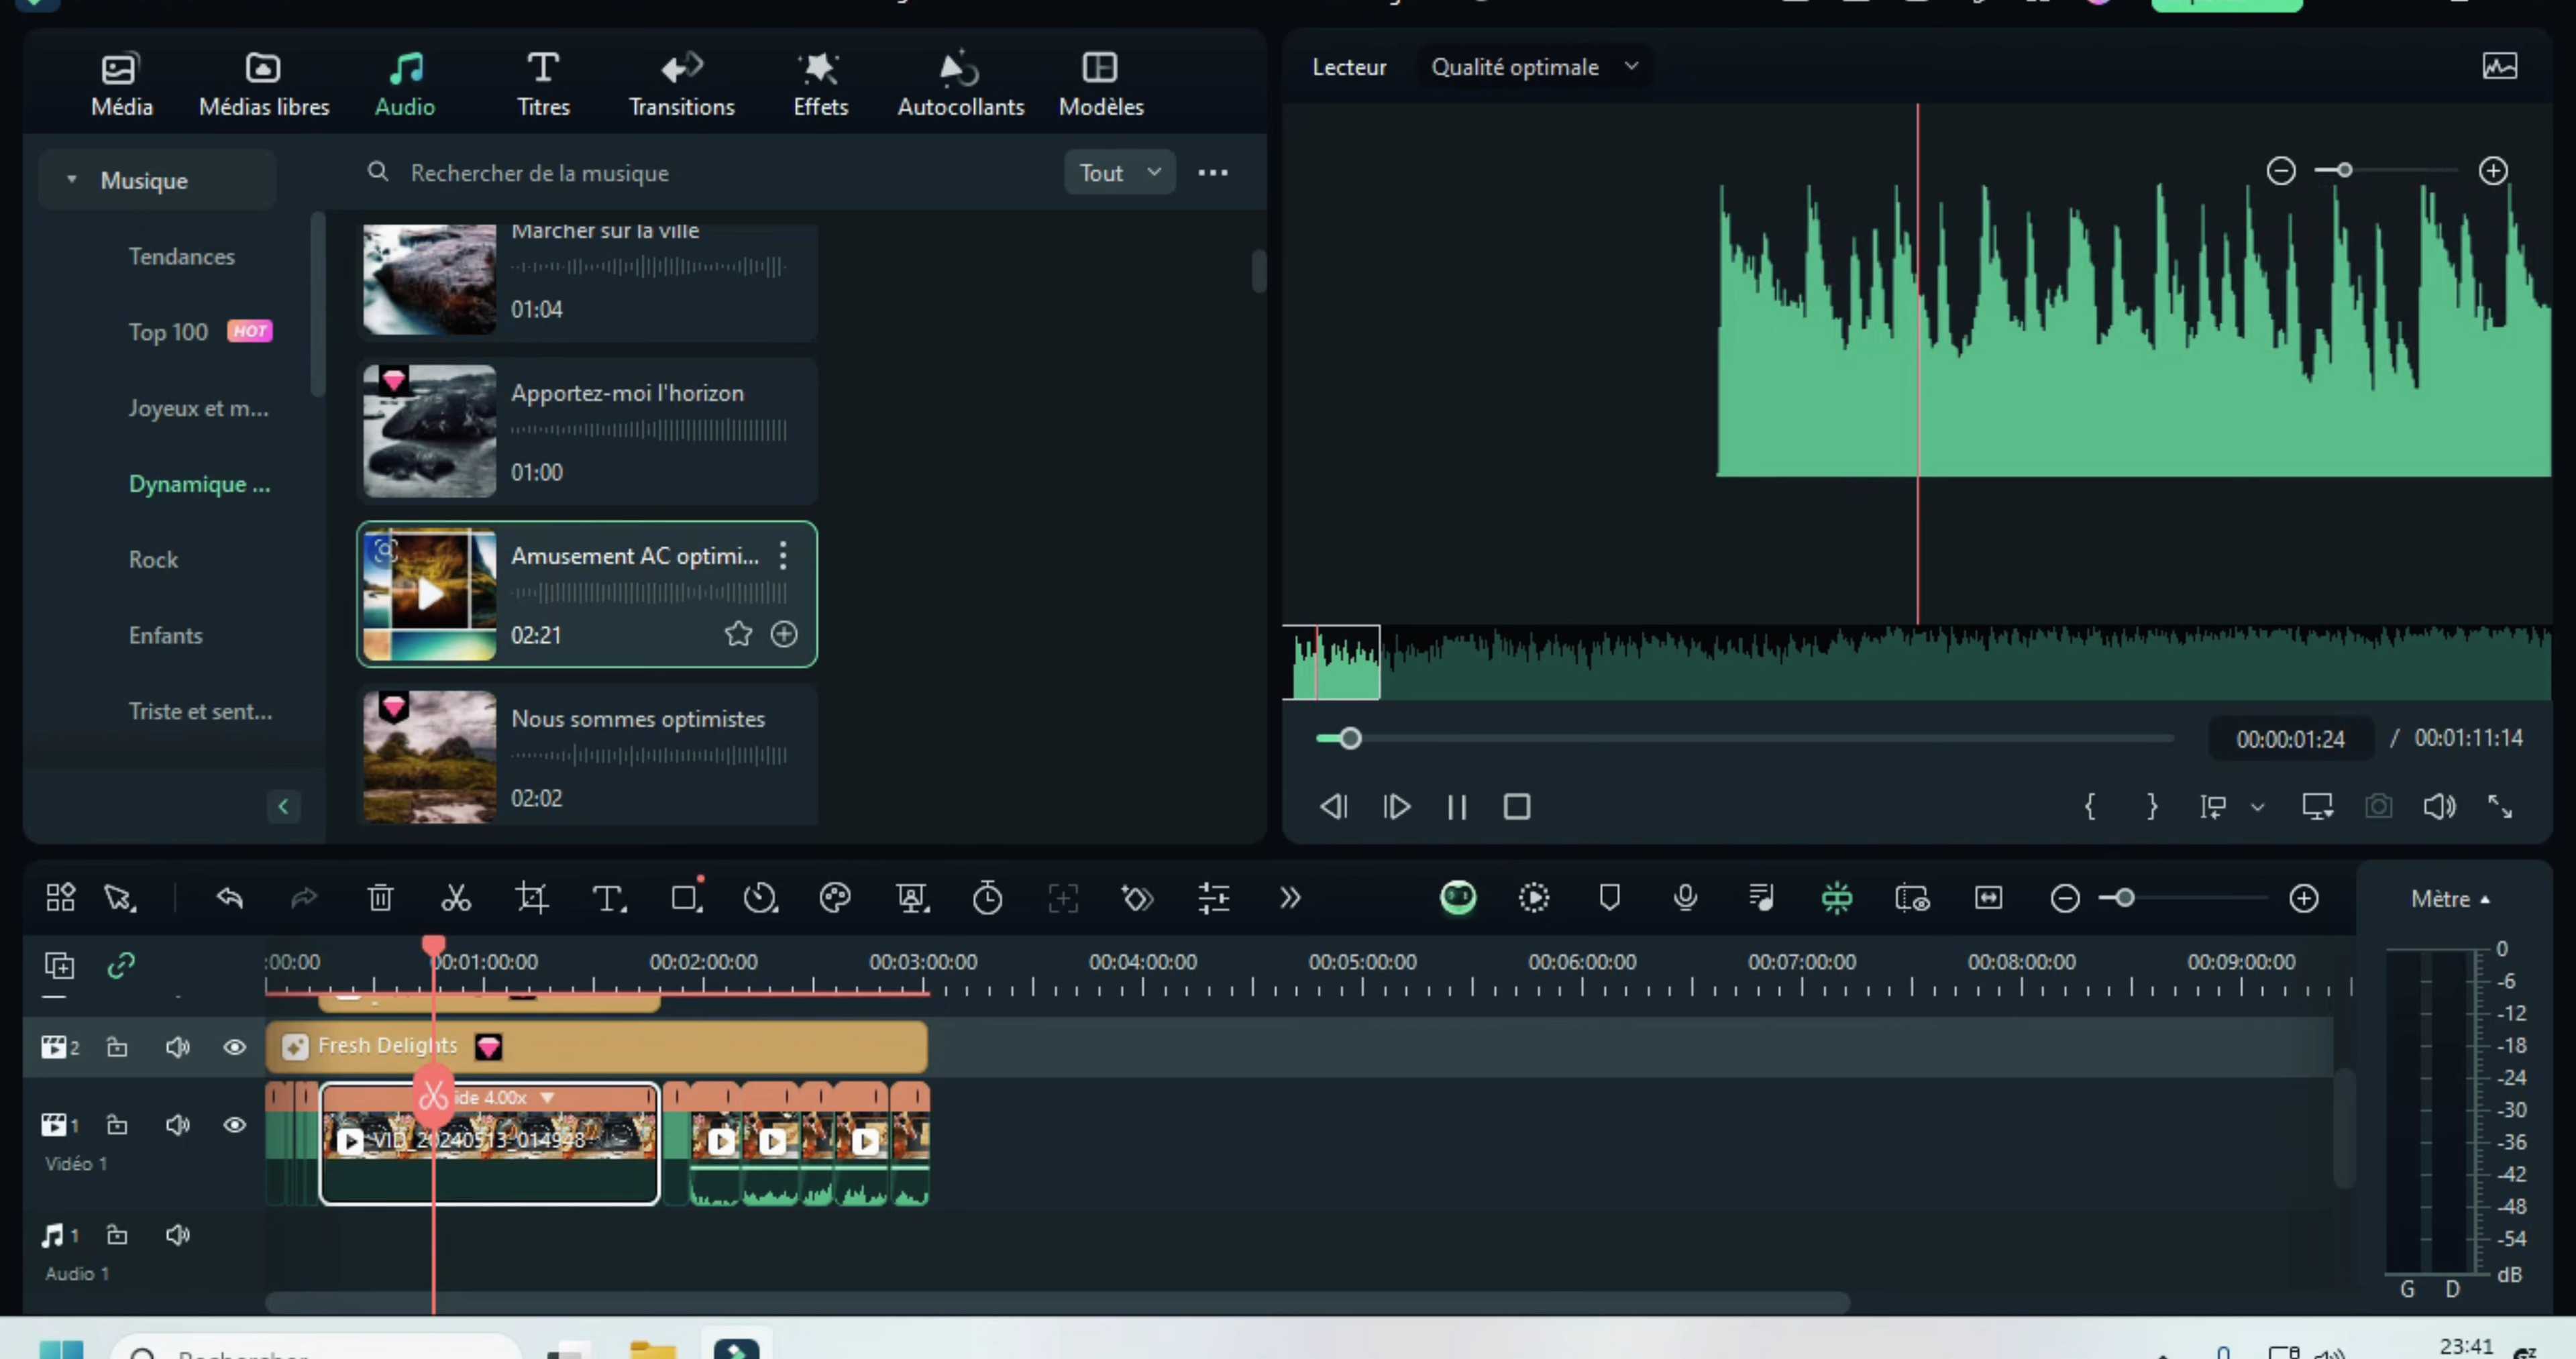 Média Médias libres Audio Titres Transitions Effets Autocollants Modèles
Lecteur Qualité optimale
Musique
Rechercher de la musique
Tout
Tendances
Top 100 HOT
Joyeux et m...
Dynamique ...
Rock
Enfants
Triste et sent...
Marcher sur la ville
01:04
Apportez-moi l'horizon
01:00
Amusement AC optimi...
02:21
Nous sommes optimistes
02:02
00:00:01:24 / 00:01:11:14
Mètre
:00:00 00:01:00:00 00:02:00:00 00:03:00:00 00:04:00:00 00:05:00:00 00:06:00:00 00:07:00:00 00:08:00:00 00:09:00:00
2
Fresh Delights
1
Vidéo 1
ide 4.00x
VID_20240513_014948
1
Audio 1
0
-6
-12
-18
-24
-30
-36
-42
-48
-54
dB
G D
Rechercher
23:41